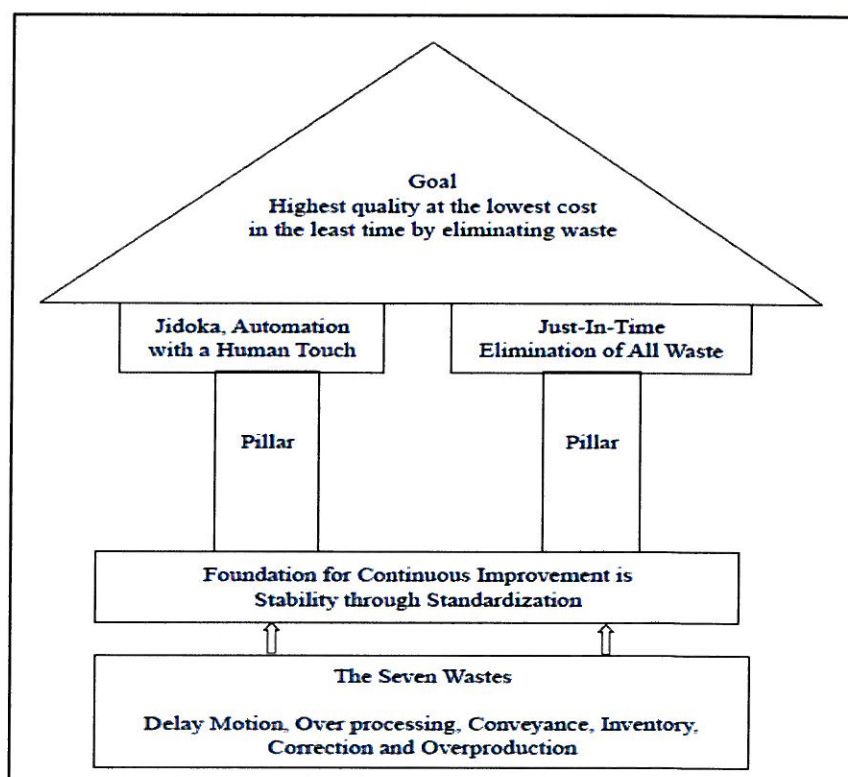 Goal
Highest quality at the lowest cost
in the least time by eliminating waste
Jidoka, Automation
with a Human Touch
Just-In-Time
Elimination of All Waste
Pillar
Pillar
Foundation for Continuous Improvement is
Stability through Standardization
The Seven Wastes
Delay Motion, Over processing, Conveyance, Inventory,
Correction and Overproduction